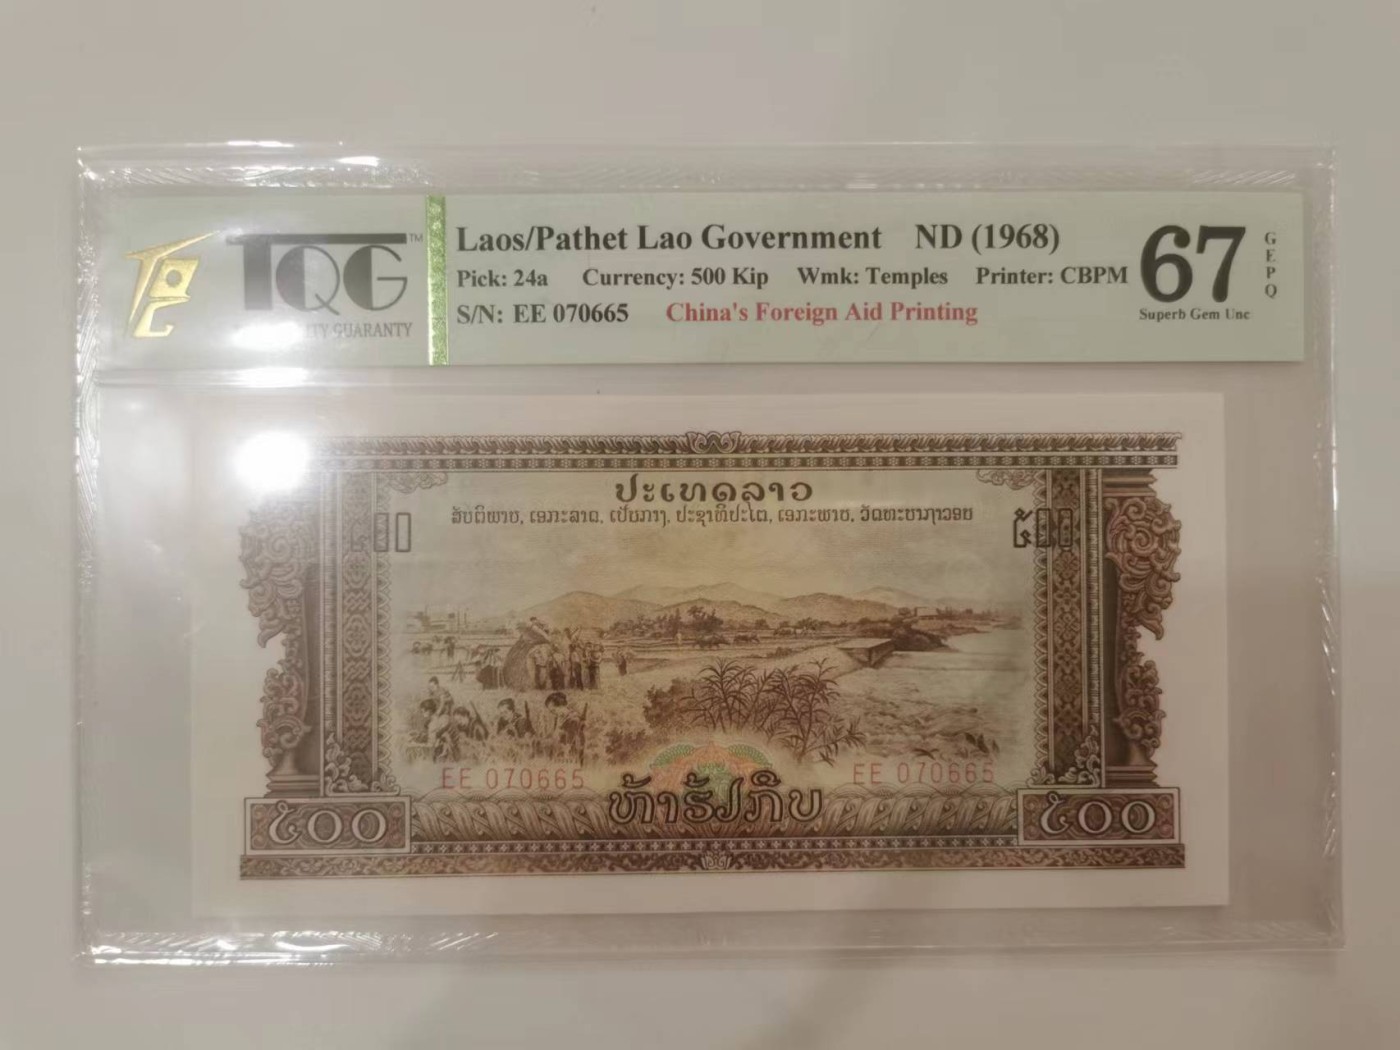 TQG™
ITY GUARANTY
Laos/Pathet Lao Government ND (1968)
Pick: 24a Currency: 500 Kip Wmk: Temples Printer: CBPM
S/N: EE 070665 China's Foreign Aid Printing
67
Superb Gem Unc
GEPQ
ປະເທດລາວ
ສັນຕິພາບ, ເອກະລາດ, ເປັນກາງ, ປະຊາທິປະໄຕ, ເອກະພາບ, ວັດທະນາຖາວອນ
໕໐໐ ໕໐໐
EE 070665 EE 070665
ຫ້າຮ້ອຍກີບ
໕໐໐ ໕໐໐